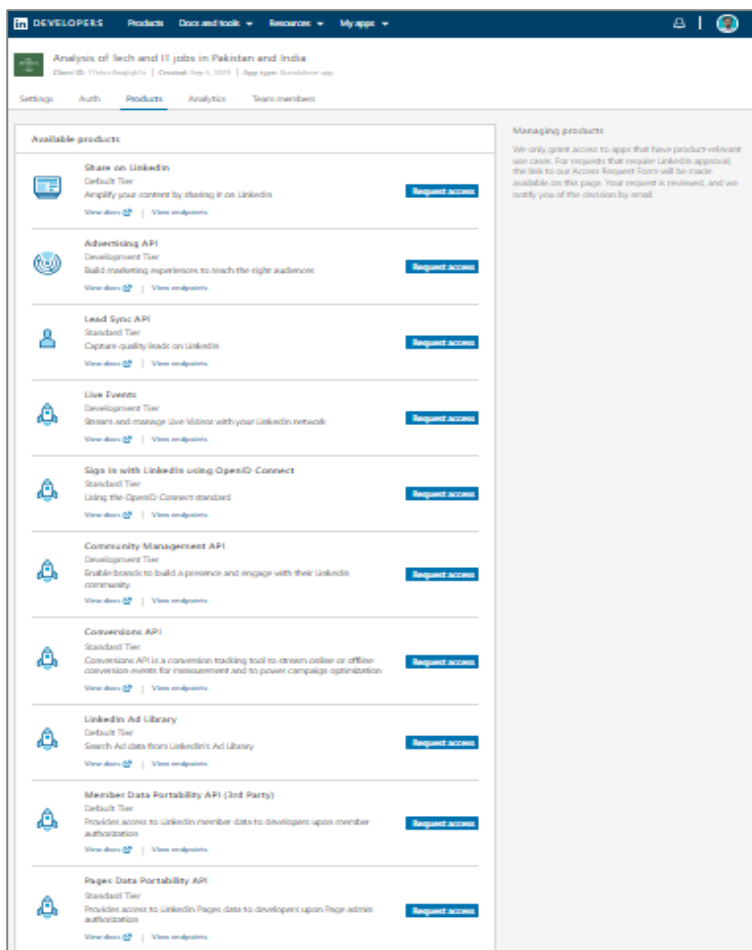 in DEVELOPERS Products Docs and tools Resources My apps
Analysis of Tech and IT jobs in Pakistan and India
Client ID: Created: Sep 5, App type: Standalone app
Settings Auth Products Analytics Team members
Available products
Share on LinkedIn
Default Tier
Amplify your content by sharing it on LinkedIn
Request access
View docs | View endpoints
Advertising API
Development Tier
Build marketing experiences to reach the right audiences
Request access
View docs | View endpoints
Lead Sync API
Standard Tier
Capture quality leads on LinkedIn
Request access
View docs | View endpoints
Live Events
Development Tier
Stream and manage Live Videos with your LinkedIn network
Request access
View docs | View endpoints
Sign In with LinkedIn using OpenID Connect
Standard Tier
Using the OpenID Connect standard
Request access
View docs | View endpoints
Community Management API
Development Tier
Enable brands to build a presence and engage with their LinkedIn
community.
Request access
View docs | View endpoints
Conversions API
Standard Tier
Conversions API is a conversion tracking tool to stream online or offline
conversion events for measurement and to power campaign optimization
Request access
View docs | View endpoints
LinkedIn Ad Library
Default Tier
Search Ad data from LinkedIn's Ad Library
Request access
View docs | View endpoints
Member Data Portability API (3rd Party)
Default Tier
Provides access to LinkedIn member data to developers upon member
authorization
Request access
View docs | View endpoints
Pages Data Portability API
Standard Tier
Provides access to LinkedIn Pages data to developers upon Page admin
authorization
Request access
View docs | View endpoints
Managing products
We only grant access to apps that have product-relevant
use cases. For requests that require LinkedIn approval,
the link to our Access Request Form will be made
available on this page. Your request is reviewed, and we
notify you of the decision by email.